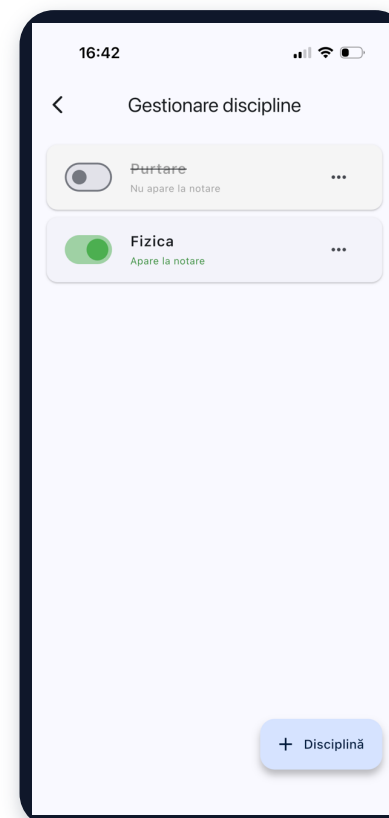 16:42
Gestionare discipline
Purtare
Nu apare la notare
Fizica
Apare la notare
+ Disciplină